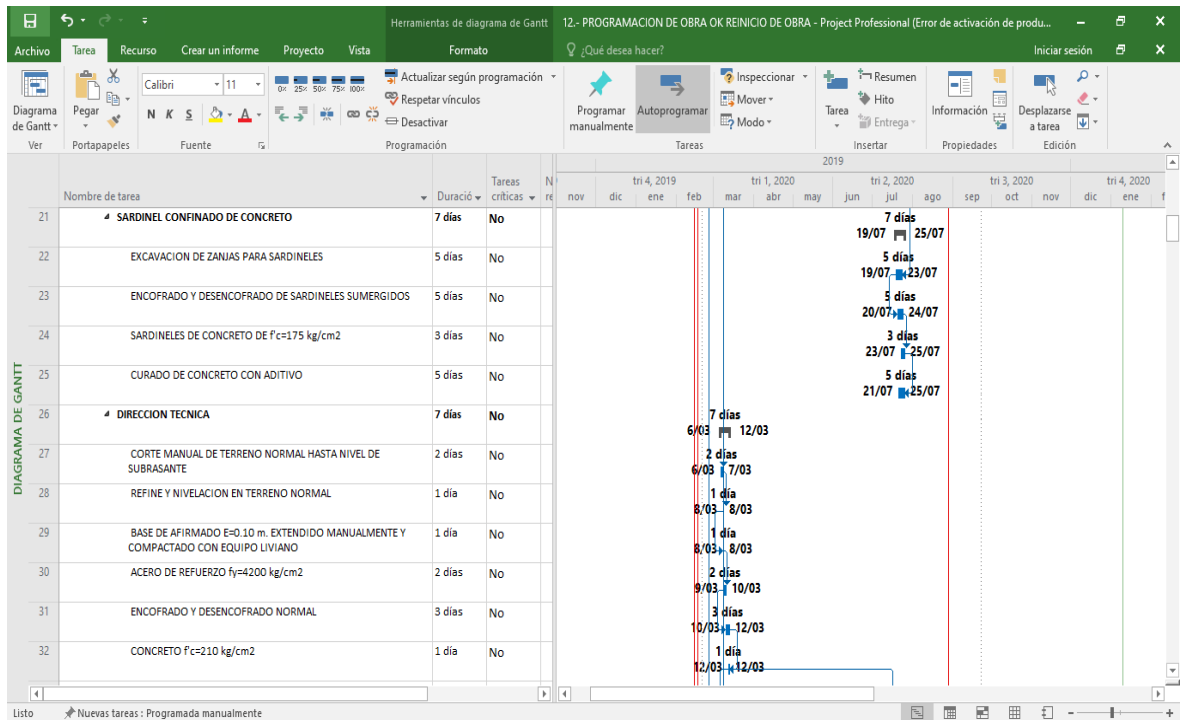 Herramientas de diagrama de Gantt
12.- PROGRAMACION DE OBRA OK REINICIO DE OBRA - Project Professional (Error de activación de produ...
Archivo Tarea Recurso Crear un informe Proyecto Vista Formato ¿Qué desea hacer? Iniciar sesión
Diagrama de Gantt
Pegar
Calibri 11
N K S
0x 25x 50x 75x 100x
Actualizar según programación
Respetar vínculos
Desactivar
Programar manualmente
Autoprogramar
Inspeccionar
Mover
Modo
Tarea
Resumen
Hito
Entrega
Información
Desplazarse a tarea
Ver Portapapeles Fuente Programación Tareas Insertar Propiedades Edición
2019
tri 4, 2019 tri 1, 2020 tri 2, 2020 tri 3, 2020 tri 4, 2020
nov dic ene feb mar abr may jun jul ago sep oct nov dic ene f
Nombre de tarea Duració Tareas críticas N re
21 SARDINEL CONFINADO DE CONCRETO 7 días No
7 días
19/07 25/07
22 EXCAVACION DE ZANJAS PARA SARDINELES 5 días No
5 días
19/07 23/07
23 ENCOFRADO Y DESENCOFRADO DE SARDINELES SUMERGIDOS 5 días No
5 días
20/07 24/07
24 SARDINELES DE CONCRETO DE f'c=175 kg/cm2 3 días No
3 días
23/07 25/07
25 CURADO DE CONCRETO CON ADITIVO 5 días No
5 días
21/07 25/07
26 DIRECCION TECNICA 7 días No
7 días
6/03 12/03
27 CORTE MANUAL DE TERRENO NORMAL HASTA NIVEL DE
SUBRASANTE 2 días No
2 días
6/03 7/03
28 REFINE Y NIVELACION EN TERRENO NORMAL 1 día No
1 día
8/03 8/03
29 BASE DE AFIRMADO E=0.10 m. EXTENDIDO MANUALMENTE Y
COMPACTADO CON EQUIPO LIVIANO 1 día No
1 día
8/03 8/03
30 ACERO DE REFUERZO fy=4200 kg/cm2 2 días No
2 días
9/03 10/03
31 ENCOFRADO Y DESENCOFRADO NORMAL 3 días No
3 días
10/03 12/03
32 CONCRETO f'c=210 kg/cm2 1 día No
1 día
12/03 12/03
DIAGRAMA DE GANTT
Listo Nuevas tareas : Programada manualmente